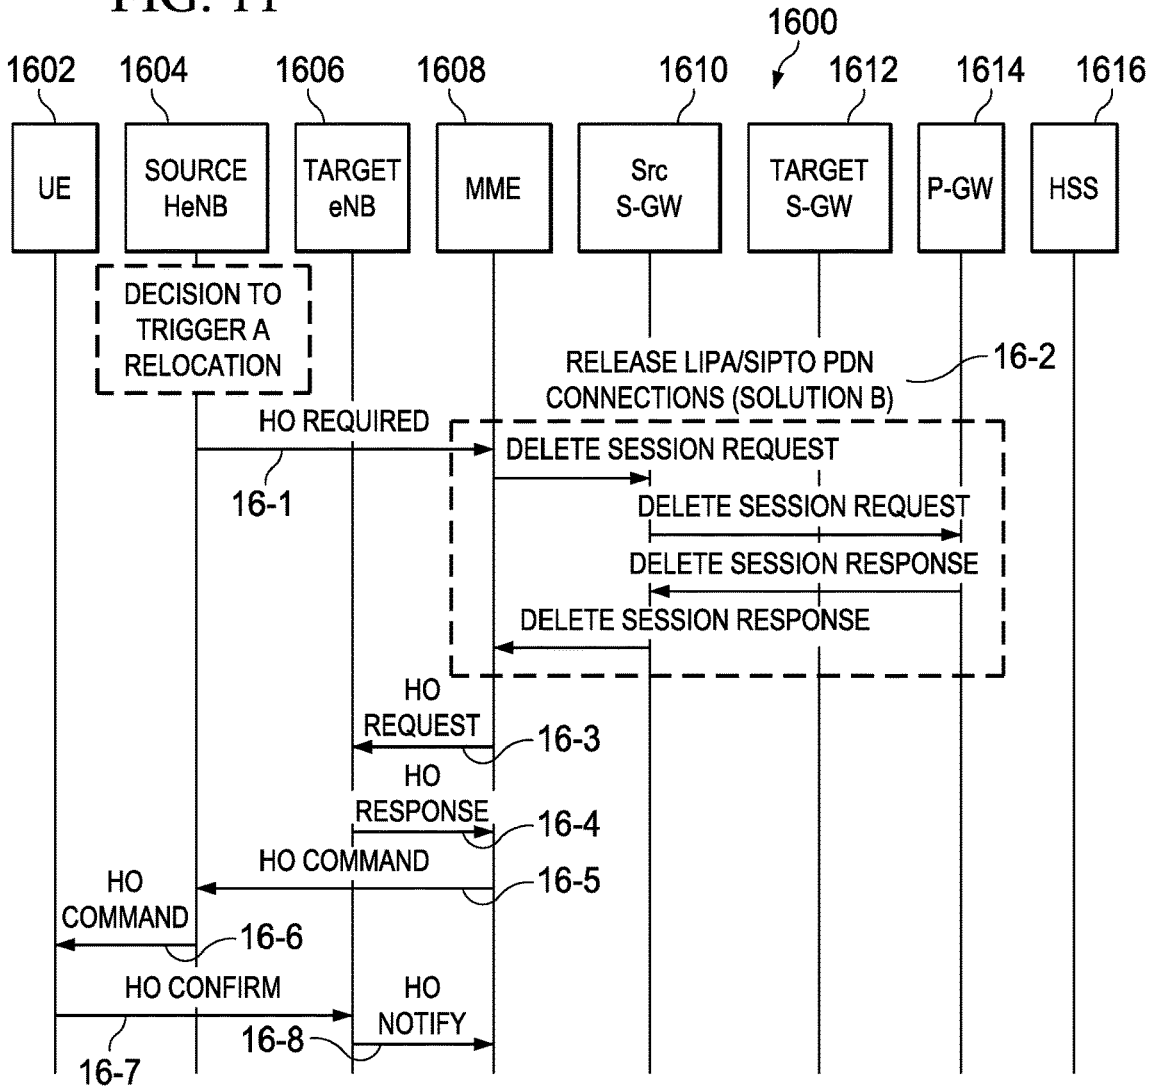 FIG. 11
1600
1602 1604 1606 1608 1610 1612 1614 1616
UE
SOURCE
HeNB
TARGET
eNB
MME
Src
S-GW
TARGET
S-GW
P-GW
HSS
DECISION TO
TRIGGER A
RELOCATION
RELEASE LIPA/SIPTO PDN
CONNECTIONS (SOLUTION B)
16-2
HO REQUIRED
16-1
DELETE SESSION REQUEST
DELETE SESSION REQUEST
DELETE SESSION RESPONSE
DELETE SESSION RESPONSE
HO
REQUEST
16-3
HO
RESPONSE
16-4
HO COMMAND
16-5
HO
COMMAND
16-6
HO CONFIRM
16-7
HO
NOTIFY
16-8